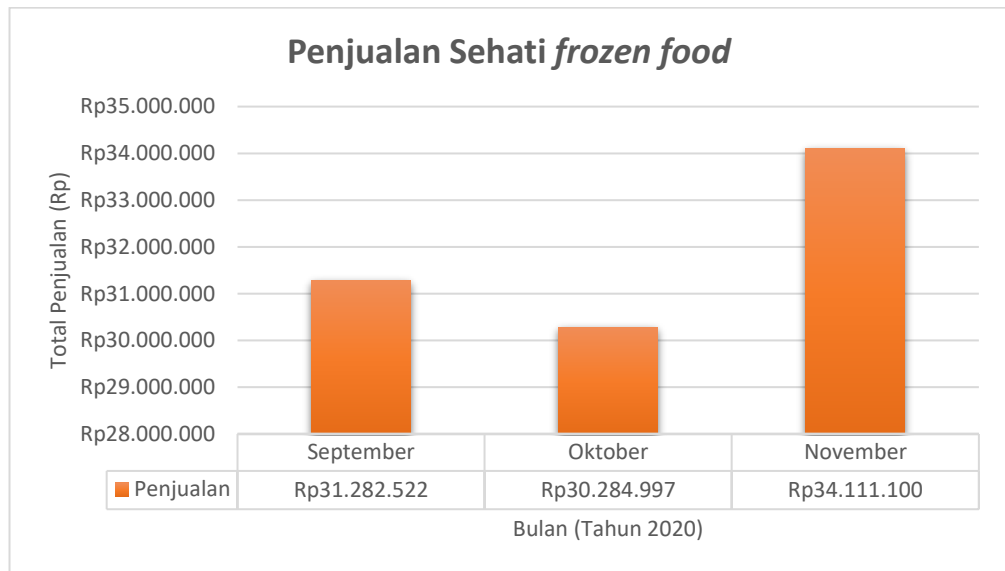 Penjualan Sehati frozen food
Total Penjualan (Rp)
Rp35.000.000
Rp34.000.000
Rp33.000.000
Rp32.000.000
Rp31.000.000
Rp30.000.000
Rp29.000.000
Rp28.000.000
September Oktober November
Penjualan Rp31.282.522 Rp30.284.997 Rp34.111.100
Bulan (Tahun 2020)